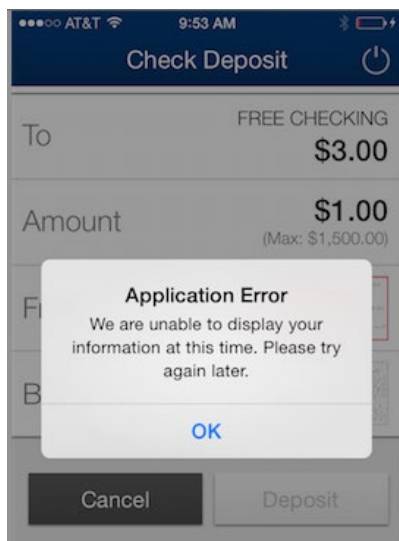 AT&T 9:53 AM
Check Deposit
To
FREE CHECKING
$3.00
Amount
$1.00
(Max: $1,500.00)
Application Error
We are unable to display your
information at this time. Please try
again later.
OK
Cancel
Deposit